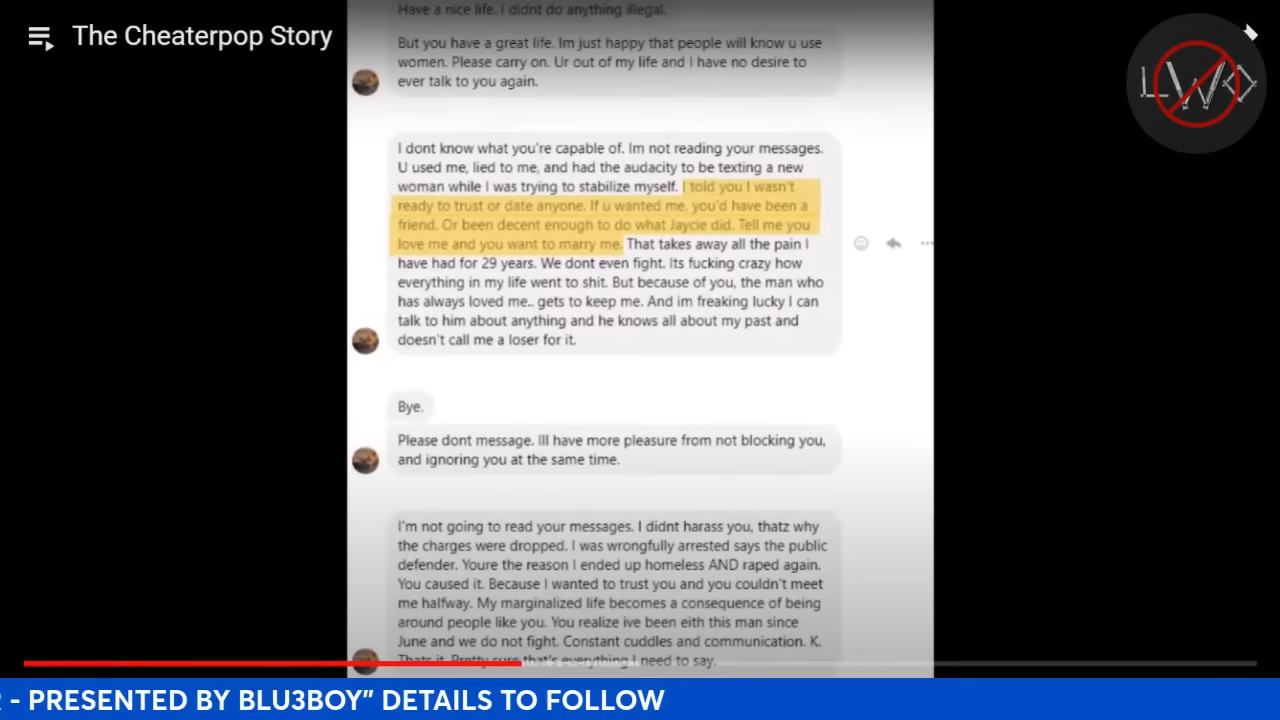 The Cheaterpop Story
LWO
Have a nice life. I didnt do anything illegal.
But you have a great life. Im just happy that people will know u use
women. Please carry on. Ur out of my life and I have no desire to
ever talk to you again.
I dont know what you're capable of. Im not reading your messages.
U used me, lied to me, and had the audacity to be texting a new
woman while I was trying to stabilize myself. I told you I wasn't
ready to trust or date anyone. If u wanted me, you'd have been a
friend. Or been decent enough to do what Jaycie did. Tell me you
love me and you want to marry me. That takes away all the pain I
have had for 29 years. We dont even fight. Its fucking crazy how
everything in my life went to shit. But because of you, the man who
has always loved me.. gets to keep me. And im freaking lucky I can
talk to him about anything and he knows all about my past and
doesn't call me a loser for it.
Bye.
Please dont message. Ill have more pleasure from not blocking you,
and ignoring you at the same time.
I'm not going to read your messages. I didnt harass you, thatz why
the charges were dropped. I was wrongfully arrested says the public
defender. Youre the reason I ended up homeless AND raped again.
You caused it. Because I wanted to trust you and you couldn't meet
me halfway. My marginalized life becomes a consequence of being
around people like you. You realize ive been eith this man since
June and we do not fight. Constant cuddles and communication. K.
Thats it. Pretty sure that's everything I need to say.
- PRESENTED BY BLU3BOY” DETAILS TO FOLLOW